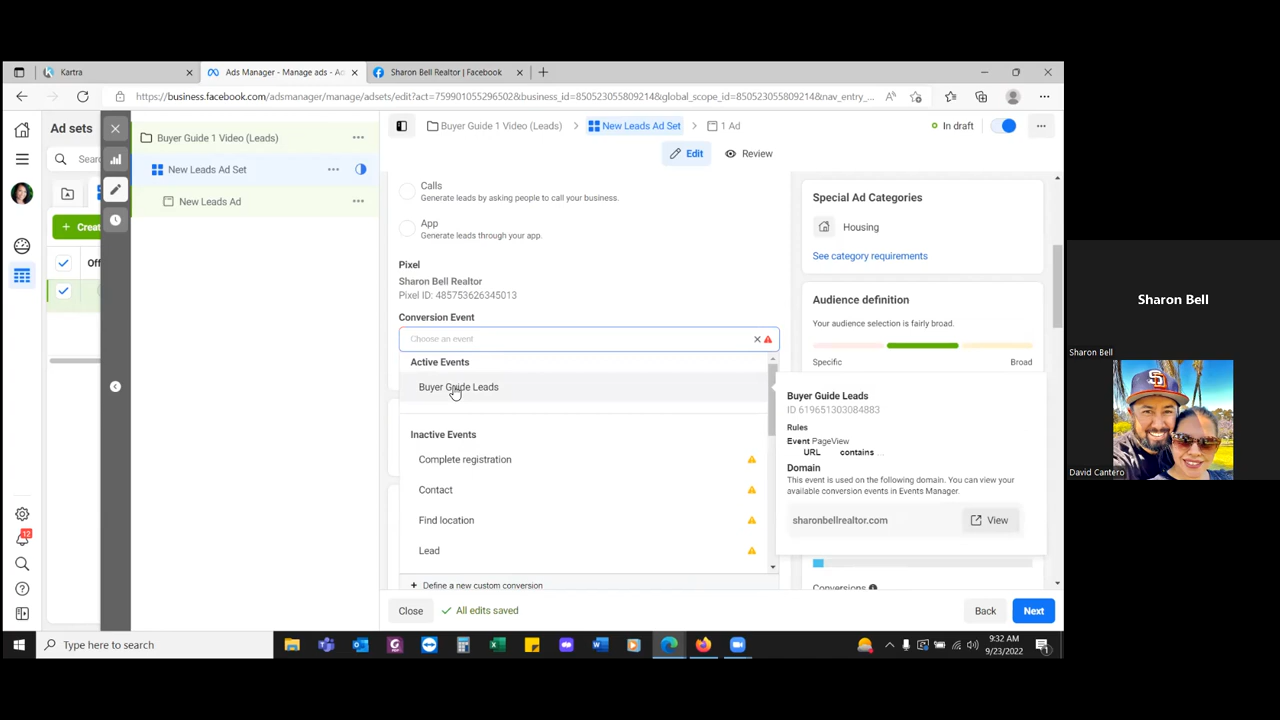 Kartra
Ads Manager - Manage ads - Ad
Sharon Bell Realtor | Facebook
https://business.facebook.com/adsmanager/manage/adsets/edit?act=759901055296502&business_id=850523055809214&global_scope_id=850523055809214&nav_entry_...
Ad sets
Buyer Guide 1 Video (Leads)
New Leads Ad Set
New Leads Ad
Sear
Creat
Off
Buyer Guide 1 Video (Leads)
New Leads Ad Set
1 Ad
In draft
Edit
Review
Calls
Generate leads by asking people to call your business.
App
Generate leads through your app.
Pixel
Sharon Bell Realtor
Pixel ID: 485753626345013
Conversion Event
Choose an event
Active Events
Buyer Guide Leads
Inactive Events
Complete registration
Contact
Find location
Lead
+ Define a new custom conversion
Special Ad Categories
Housing
See category requirements
Audience definition
Your audience selection is fairly broad.
Specific
Broad
Buyer Guide Leads
ID 619651303084883
Rules
Event PageView
URL contains ...
Domain
This event is used on the following domain. You can view your
available conversion events in Events Manager.
sharonbellrealtor.com
View
Conversions
Close
All edits saved
Back
Next
12
Type here to search
9:32 AM
9/23/2022
1
Sharon Bell
Sharon Bell
David Cantero